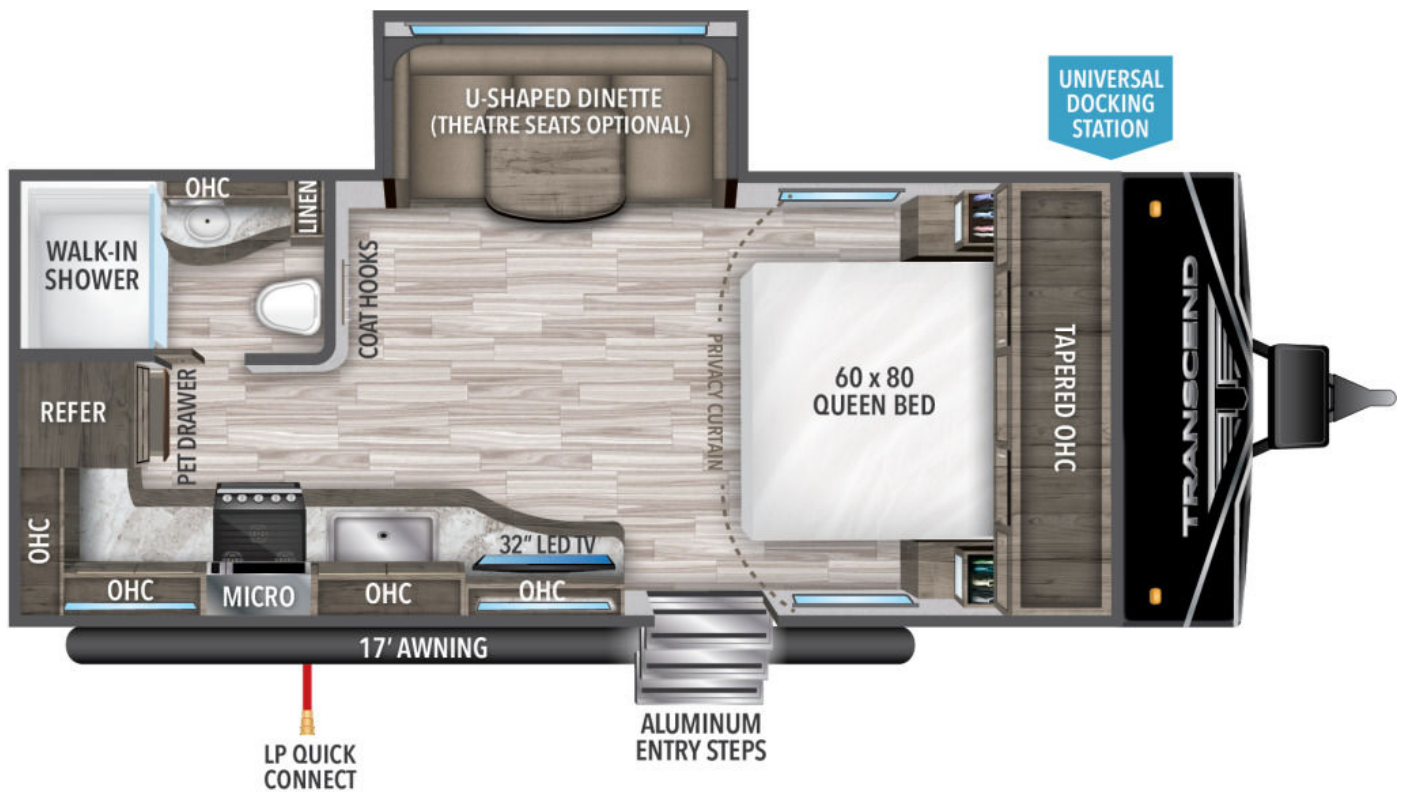 U-SHAPED DINETTE
(THEATRE SEATS OPTIONAL)
UNIVERSAL
DOCKING
STATION
OHC
LINEN
WALK-IN
SHOWER
COAT HOOKS
REFER
PET DRAWER
PRIVACY CURTAIN
60 x 80
QUEEN BED
TAPERED OHC
TRANSCEND
OHC
32" LED TV
OHC
MICRO
OHC
OHC
17' AWNING
LP QUICK
CONNECT
ALUMINUM
ENTRY STEPS